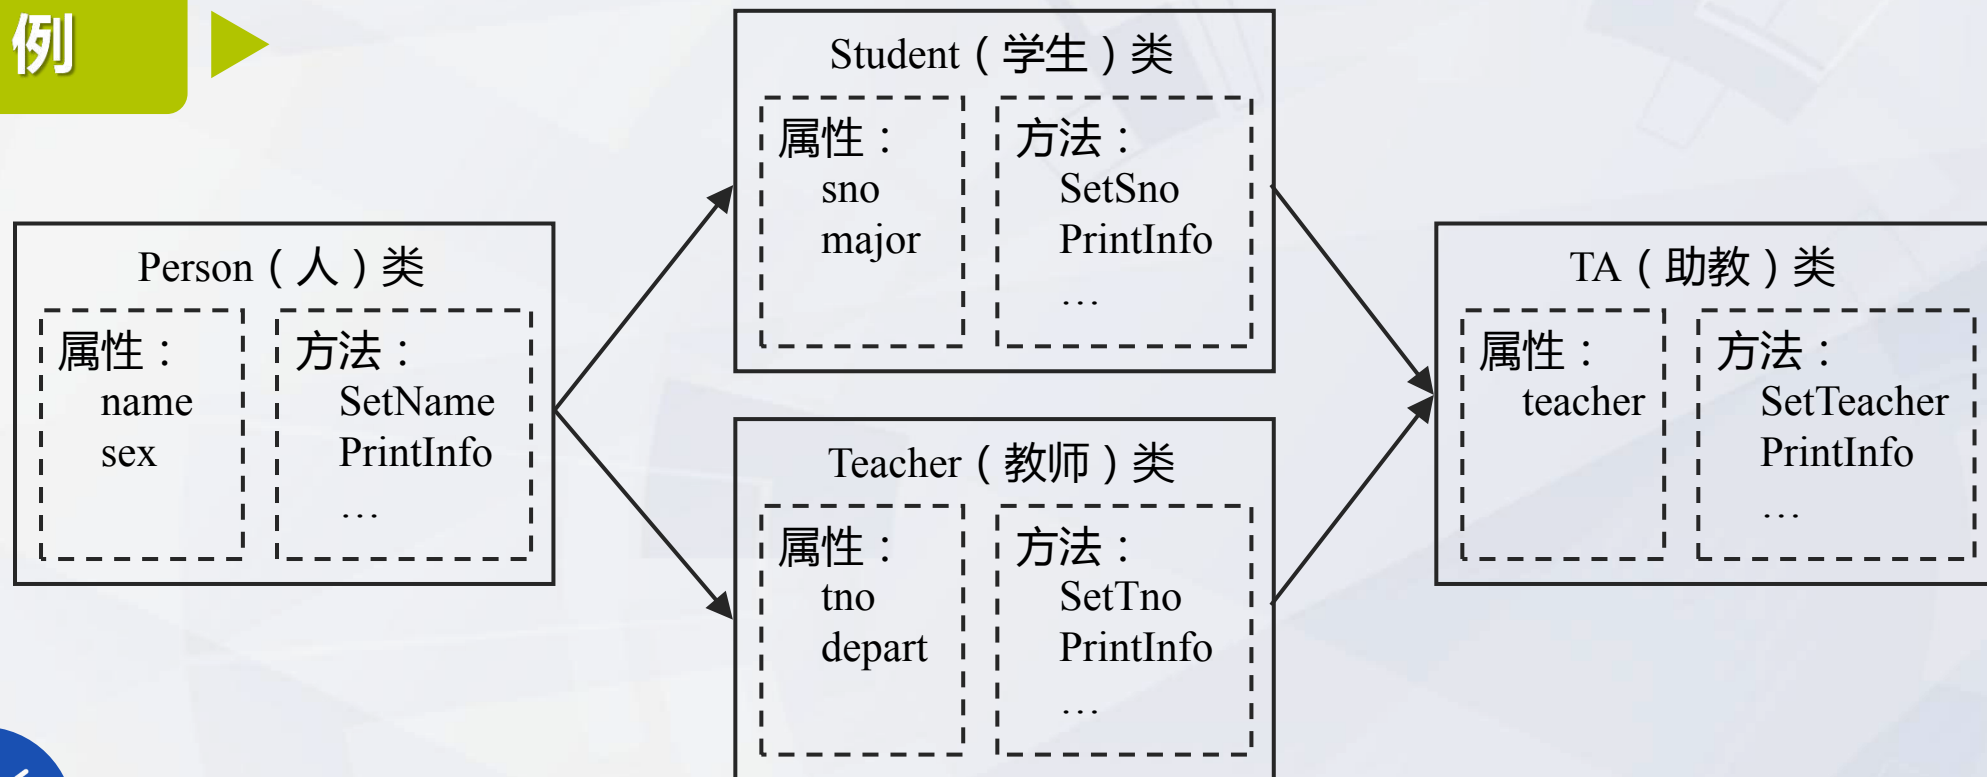 例
Person（人）类
属性：
name
sex
方法：
SetName
PrintInfo
…
Student（学生）类
属性：
sno
major
方法：
SetSno
PrintInfo
…
Teacher（教师）类
属性：
tno
depart
方法：
SetTno
PrintInfo
…
TA（助教）类
属性：
teacher
方法：
SetTeacher
PrintInfo
…